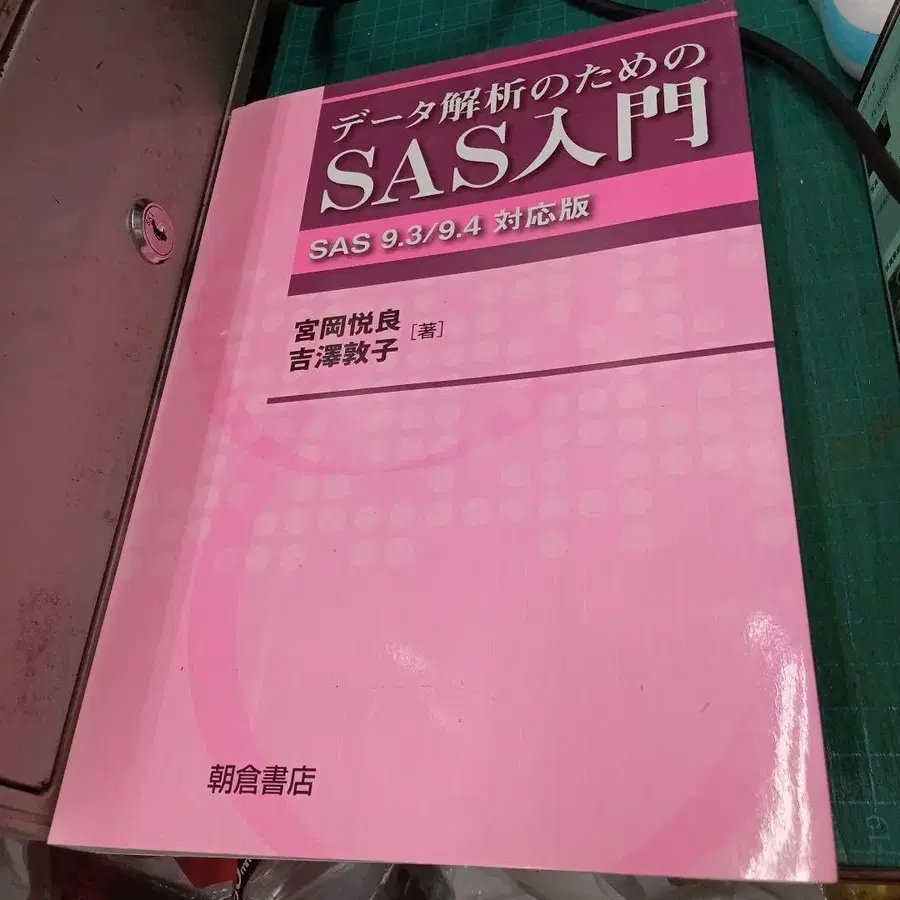 データ解析のための
SAS入門
SAS 9.3/9.4 対応版
宮岡悦良
吉澤敦子
[著]
朝倉書店